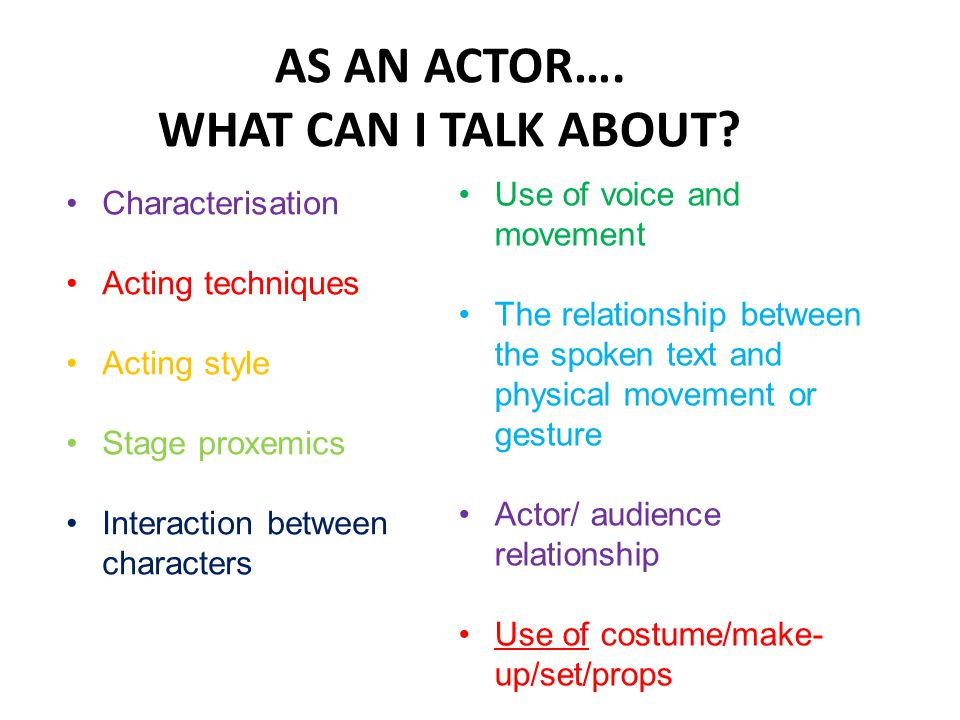 AS AN ACTOR....
WHAT CAN I TALK ABOUT?
• Characterisation
• Acting techniques
• Acting style
• Stage proxemics
• Interaction between
characters
• Use of voice and
movement
• The relationship between
the spoken text and
physical movement or
gesture
• Actor/ audience
relationship
• Use of costume/make-
up/set/props